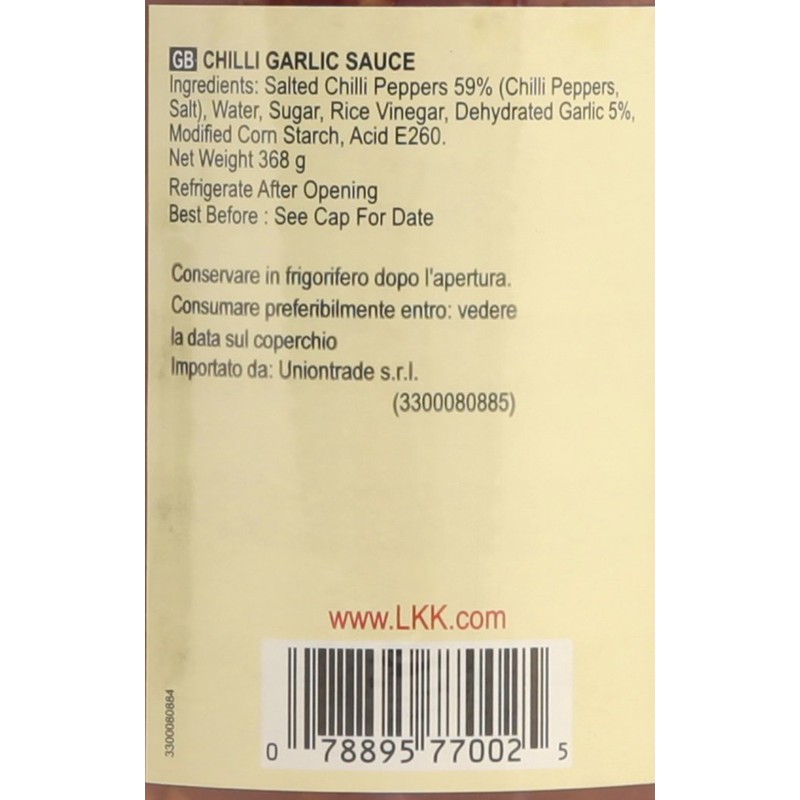 GB CHILLI GARLIC SAUCE
Ingredients: Salted Chilli Peppers 59% (Chilli Peppers,
Salt), Water, Sugar, Rice Vinegar, Dehydrated Garlic 5%,
Modified Corn Starch, Acid E260.
Net Weight 368 g
Refrigerate After Opening
Best Before : See Cap For Date
Conservare in frigorifero dopo l'apertura.
Consumare preferibilmente entro: vedere
la data sul coperchio
Importato da: Uniontrade s.r.l.
(3300080885)
www.LKK.com
3300080884
0 78895 77002 5